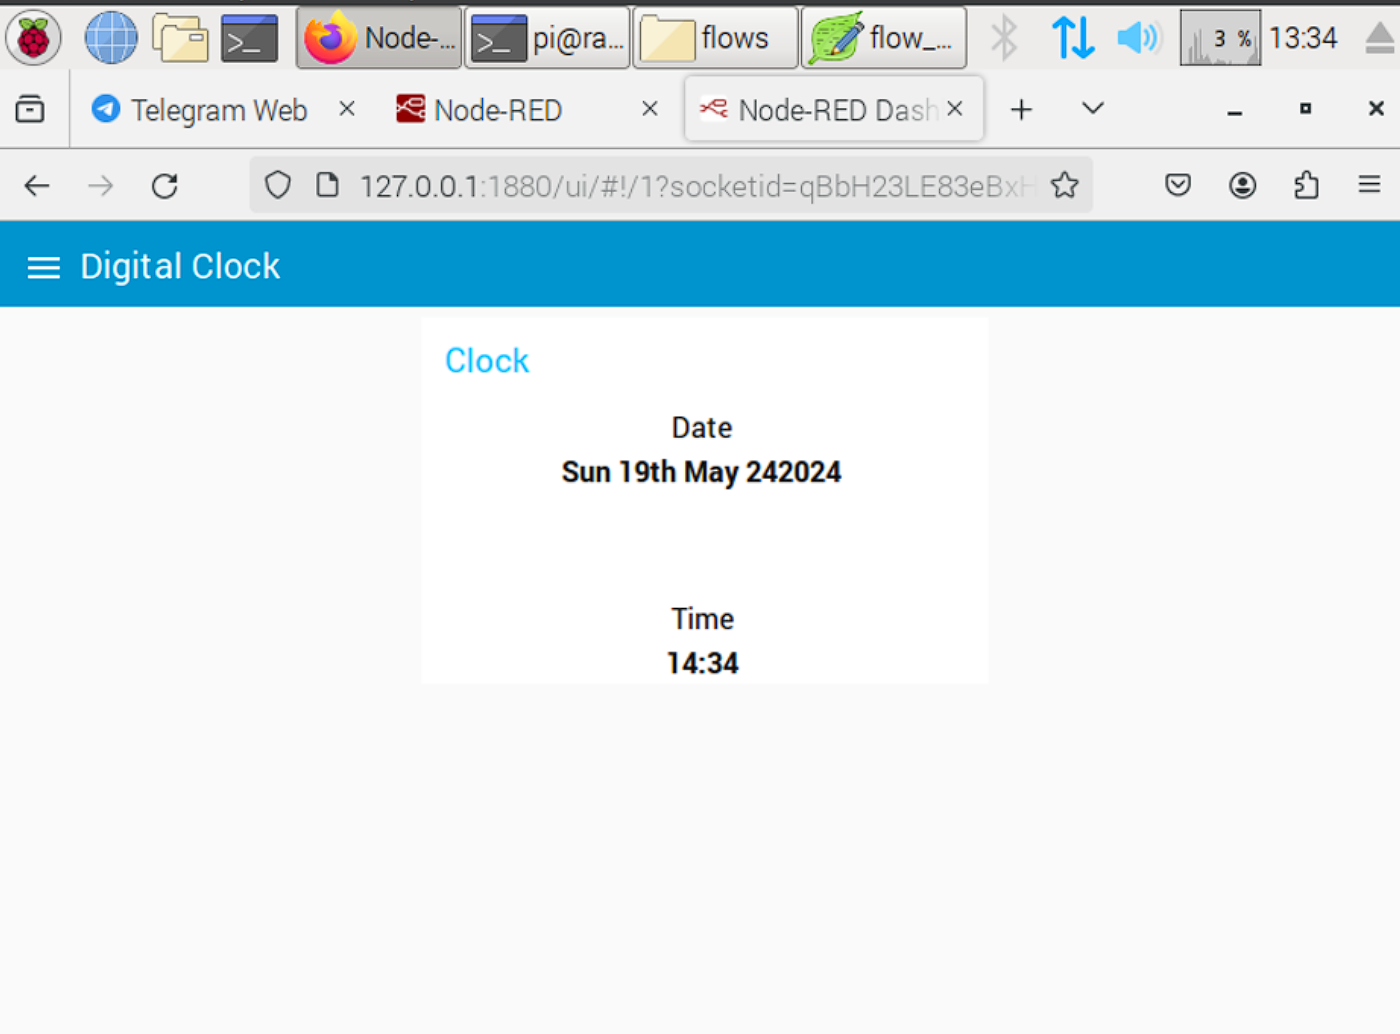 Node-... pi@ra... flows flow_... 3 % 13:34
Telegram Web Node-RED Node-RED Dash
127.0.0.1:1880/ui/#!/1?socketid=qBbH23LE83eBxH
Digital Clock
Clock
Date
Sun 19th May 242024
Time
14:34